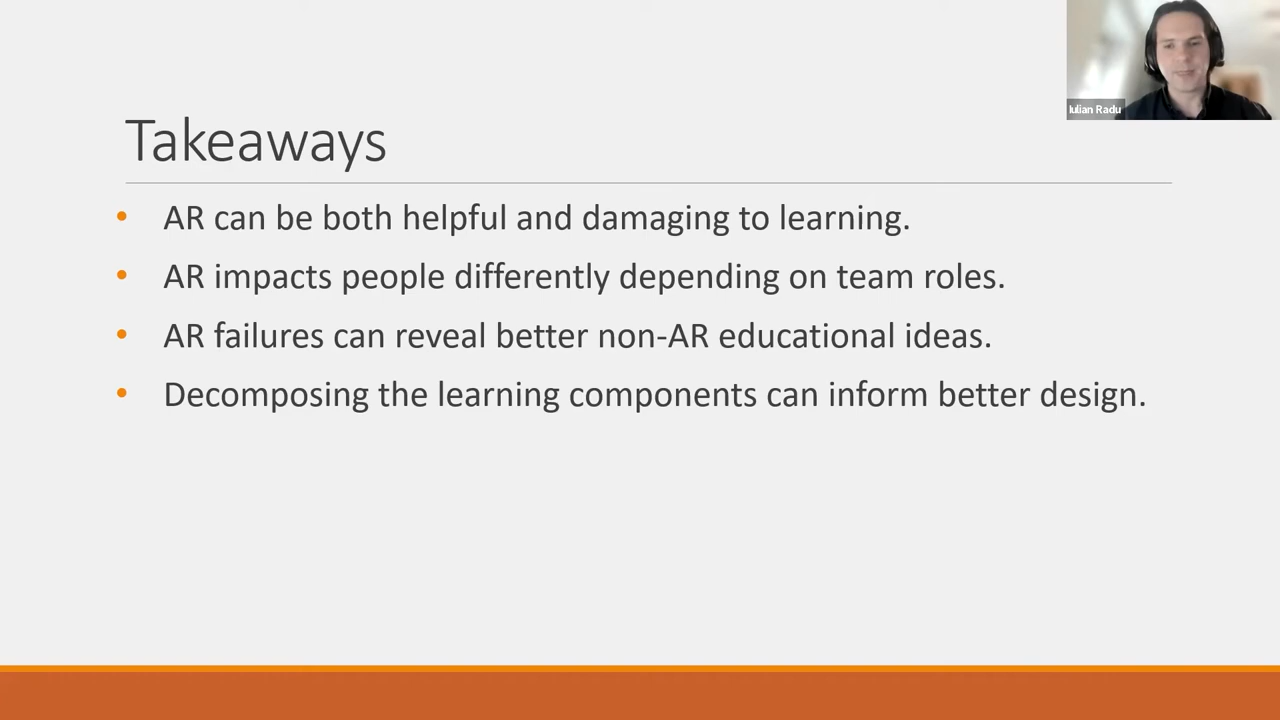 Iulian Radu
Takeaways
• AR can be both helpful and damaging to learning.
• AR impacts people differently depending on team roles.
• AR failures can reveal better non-AR educational ideas.
• Decomposing the learning components can inform better design.